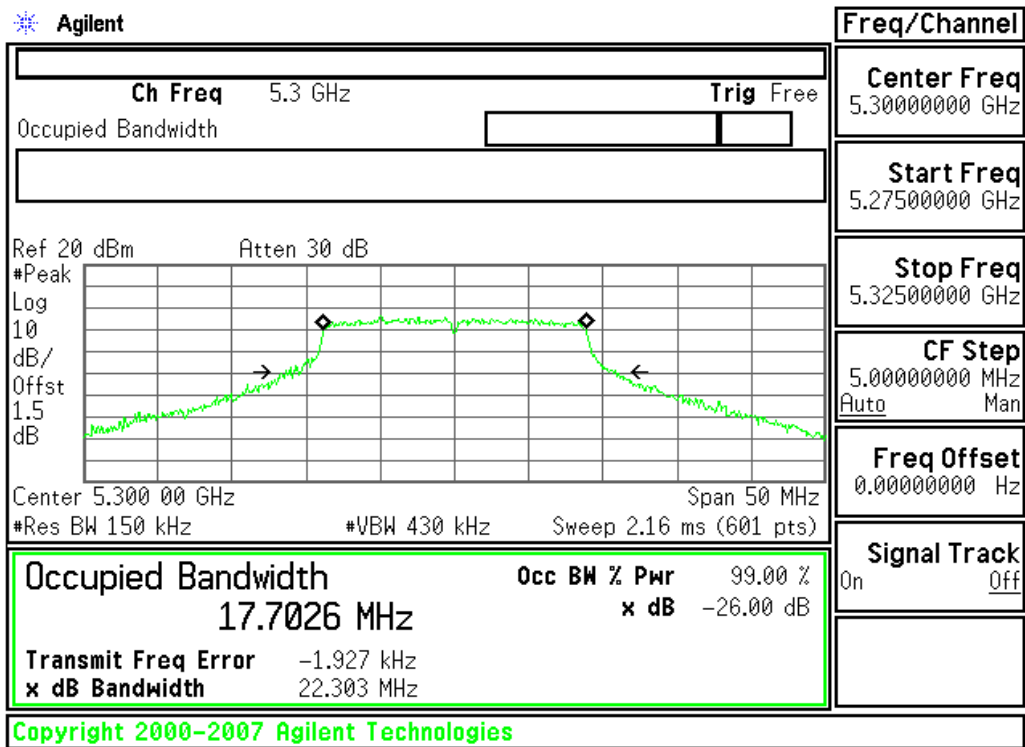 Agilent
Freq/Channel
Ch Freq 5.3 GHz Trig Free
Occupied Bandwidth
Center Freq
5.30000000 GHz
Start Freq
5.27500000 GHz
Stop Freq
5.32500000 GHz
CF Step
5.00000000 MHz
Auto Man
Freq Offset
0.00000000 Hz
Signal Track
On Off
Ref 20 dBm Atten 30 dB
#Peak
Log
10
dB/
Offst
1.5
dB
Center 5.300 00 GHz Span 50 MHz
#Res BW 150 kHz #VBW 430 kHz Sweep 2.16 ms (601 pts)
Occupied Bandwidth
17.7026 MHz
Occ BW % Pwr 99.00 %
x dB -26.00 dB
Transmit Freq Error -1.927 kHz
x dB Bandwidth 22.303 MHz
Copyright 2000-2007 Agilent Technologies